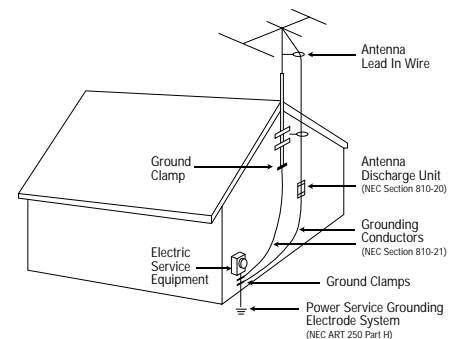 Antenna
Lead In Wire
Ground
Clamp
Antenna
Discharge Unit
(NEC Section 810-20)
Grounding
Conductors
(NEC Section 810-21)
Electric
Service
Equipment
Ground Clamps
Power Service Grounding
Electrode System
(NEC ART 250 Part H)